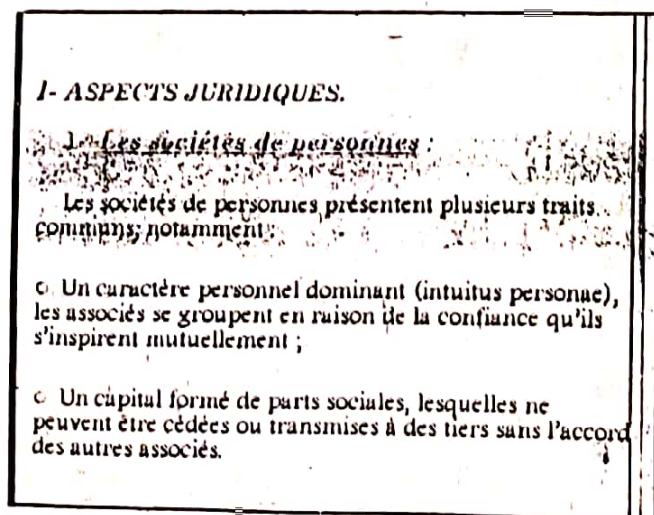 I- ASPECTS JURIDIQUES.
1- Les sociétés de personnes :
Les sociétés de personnes présentent plusieurs traits
communs, notamment :
Un caractère personnel dominant (intuitus personae),
les associés se groupent en raison de la confiance qu'ils
s'inspirent mutuellement ;
Un capital formé de parts sociales, lesquelles ne
peuvent être cédées ou transmises à des tiers sans l'accord
des autres associés.